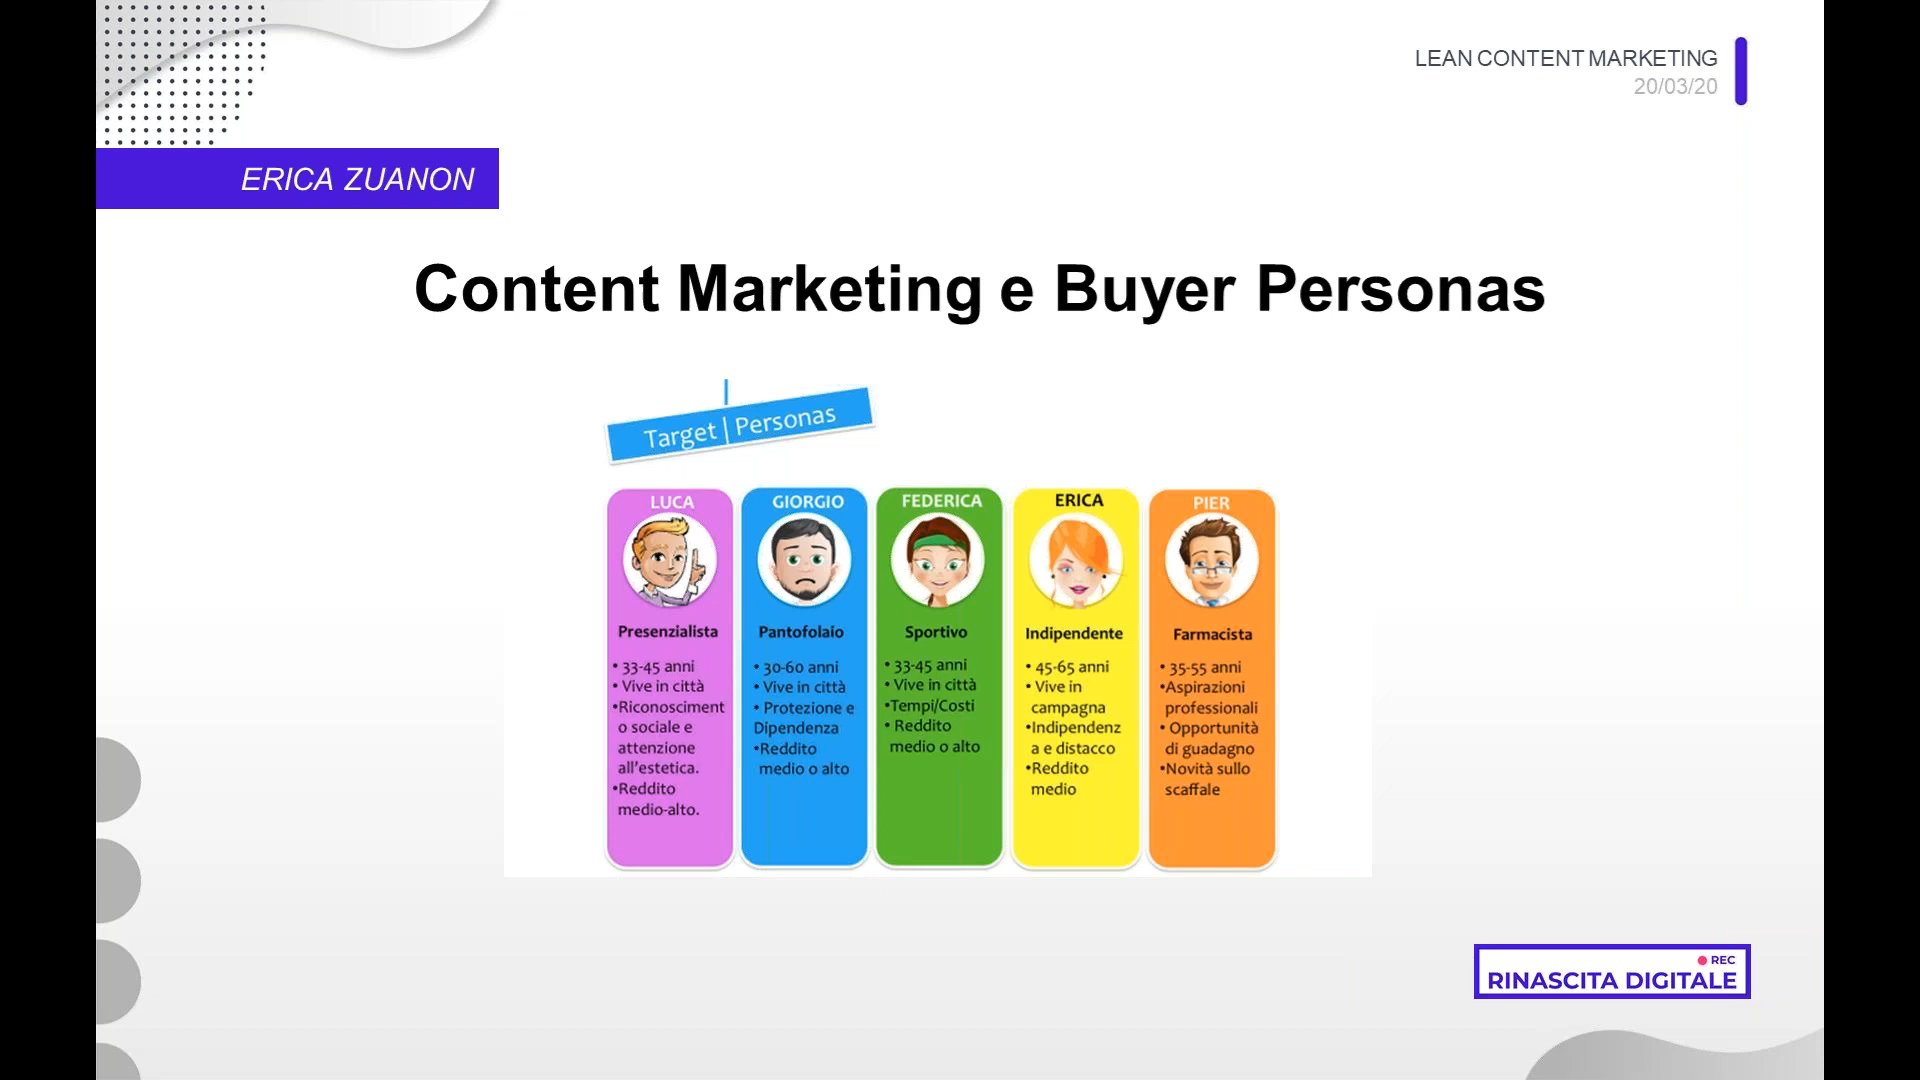 LEAN CONTENT MARKETING
20/03/20
ERICA ZUANON
Content Marketing e Buyer Personas
Target | Personas
LUCA
Presenzialista
• 33-45 anni
• Vive in città
•Riconosciment
o sociale e
attenzione
all'estetica.
•Reddito
medio-alto.
GIORGIO
Pantofolaio
• 30-60 anni
• Vive in città
• Protezione e
Dipendenza
•Reddito
medio o alto
FEDERICA
Sportivo
• 33-45 anni
• Vive in città
•Tempi/Costi
• Reddito
medio o alto
ERICA
Indipendente
• 45-65 anni
• Vive in
campagna
•Indipendenz
a e distacco
•Reddito
medio
PIER
Farmacista
• 35-55 anni
•Aspirazioni
professionali
• Opportunità
di guadagno
•Novità sullo
scaffale
REC
RINASCITA DIGITALE